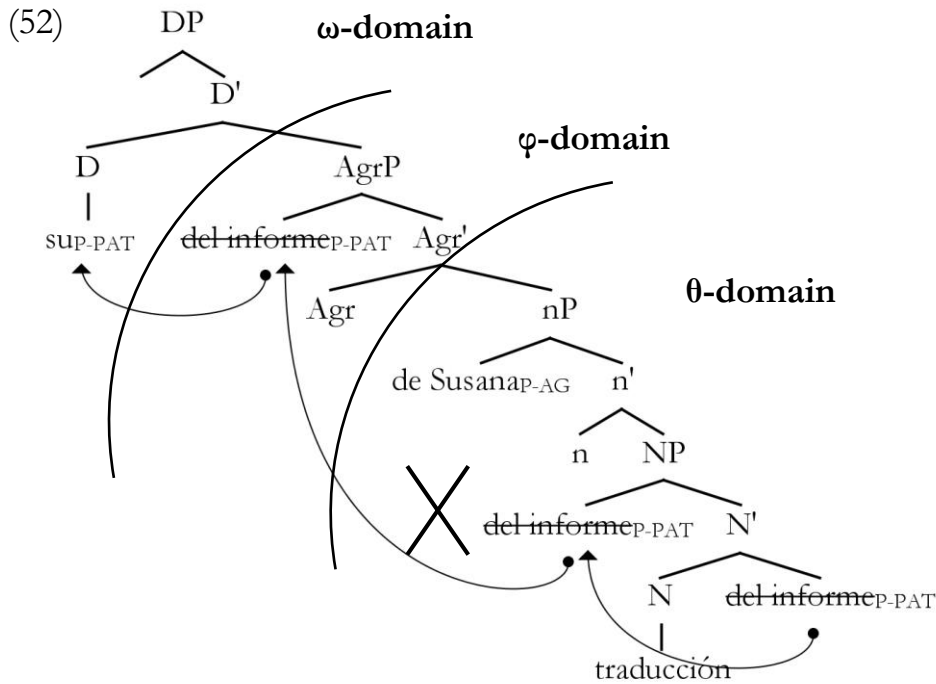 (52) DP ω-domain
D'
φ-domain
D AgrP
su P-PAT del informe P-PAT Agr'
θ-domain
Agr nP
de Susana P-AG n'
n NP
del informe P-PAT N'
N del informe P-PAT
traducción